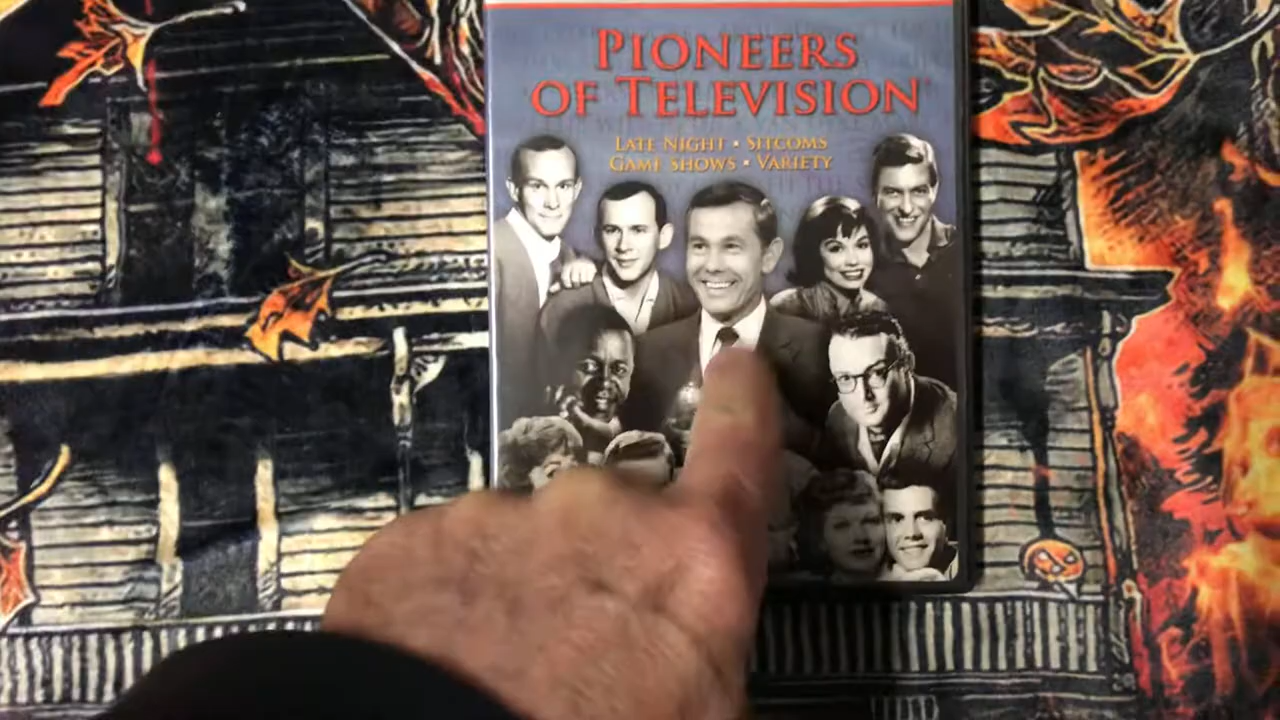 PIONEERS
OF TELEVISION
LATE NIGHT ▪ SITCOMS
GAME SHOWS ▪ VARIETY